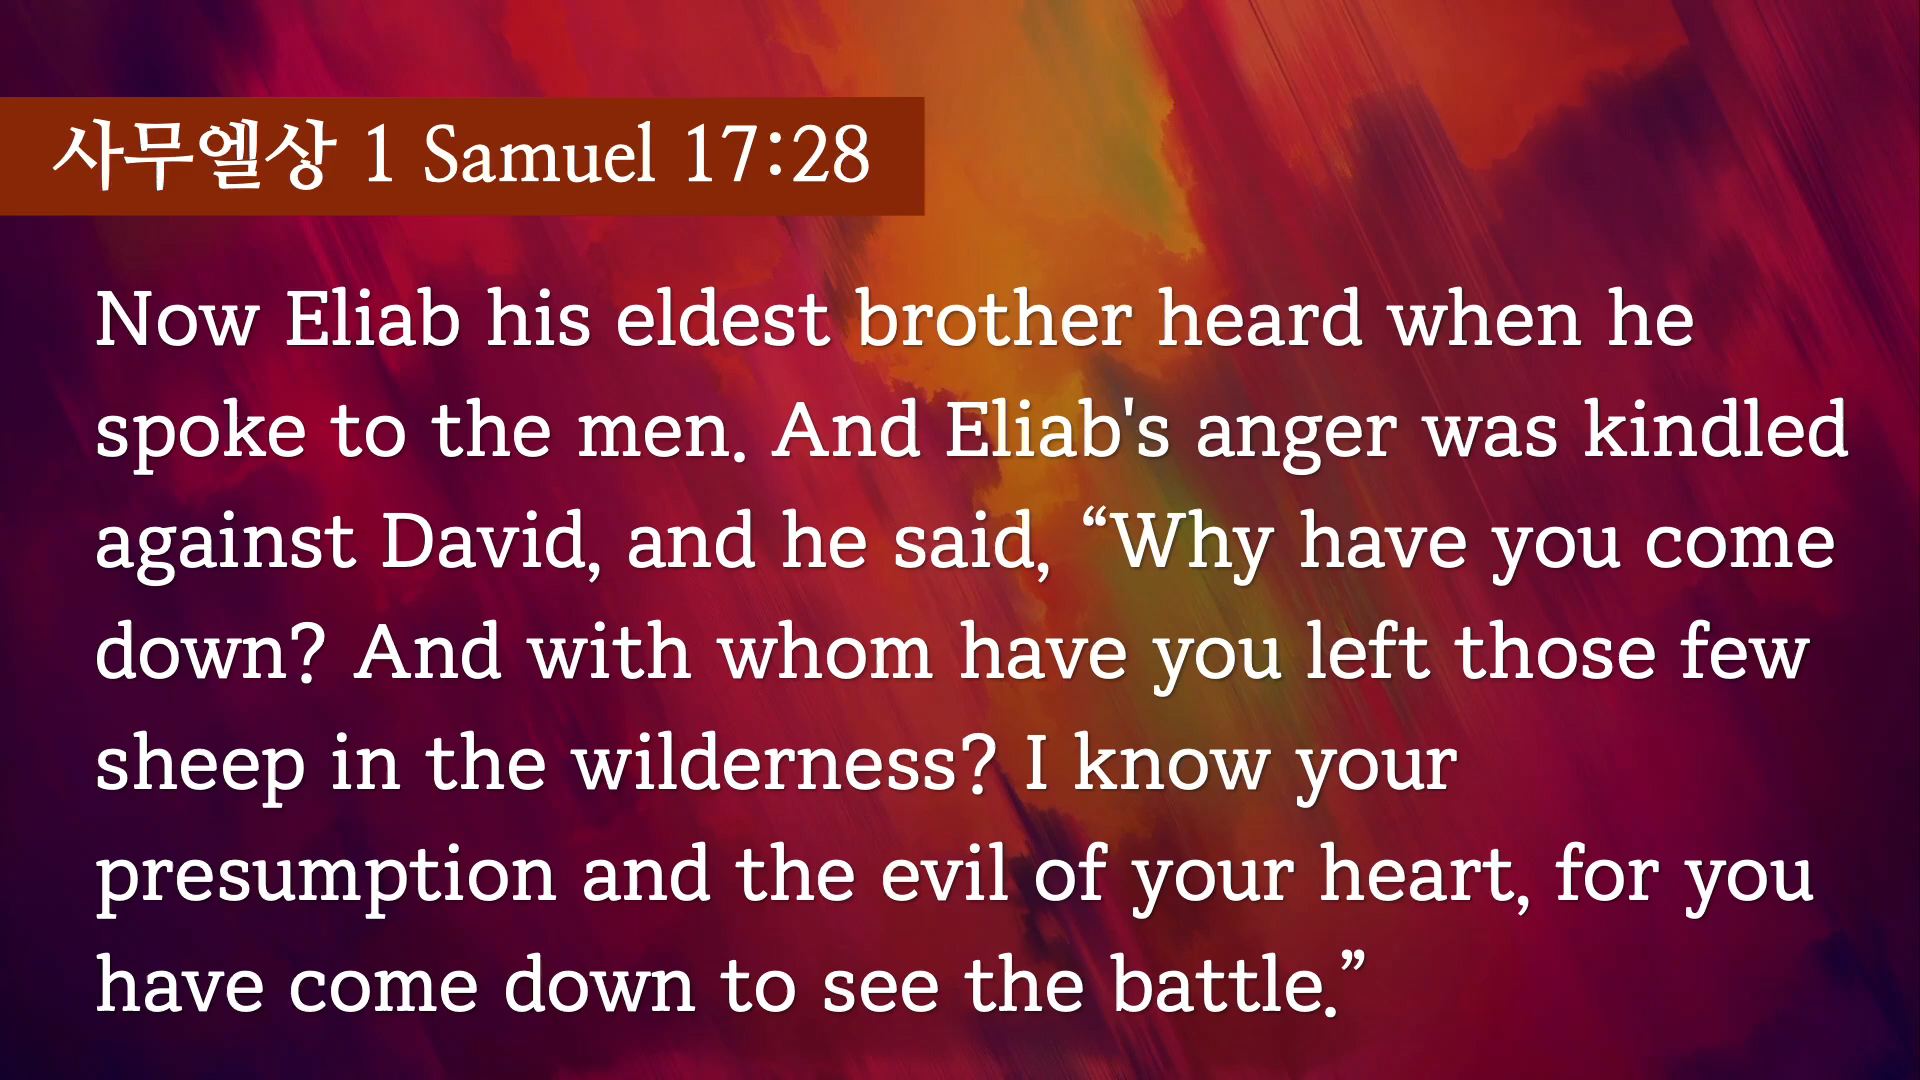 사무엘상 1 Samuel 17:28
Now Eliab his eldest brother heard when he
spoke to the men. And Eliab's anger was kindled
against David, and he said, “Why have you come
down? And with whom have you left those few
sheep in the wilderness? I know your
presumption and the evil of your heart, for you
have come down to see the battle.”